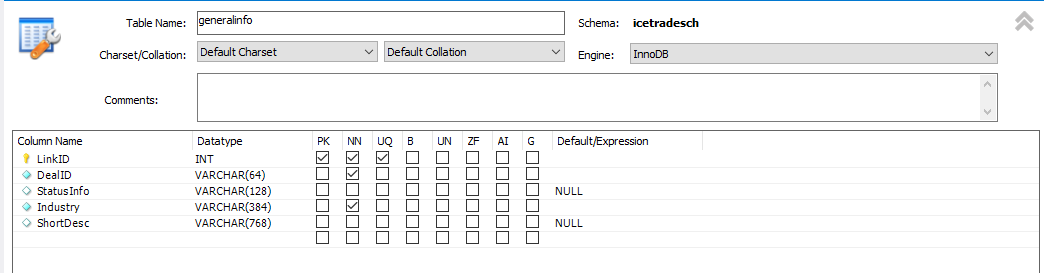 Table Name: generalinfo Schema: icetradesch
Charset/Collation: Default Charset Default Collation Engine: InnoDB
Comments:
Column Name Datatype PK NN UQ B UN ZF AI G Default/Expression
LinkID INT
DealID VARCHAR(64)
StatusInfo VARCHAR(128) NULL
Industry VARCHAR(384)
ShortDesc VARCHAR(768) NULL